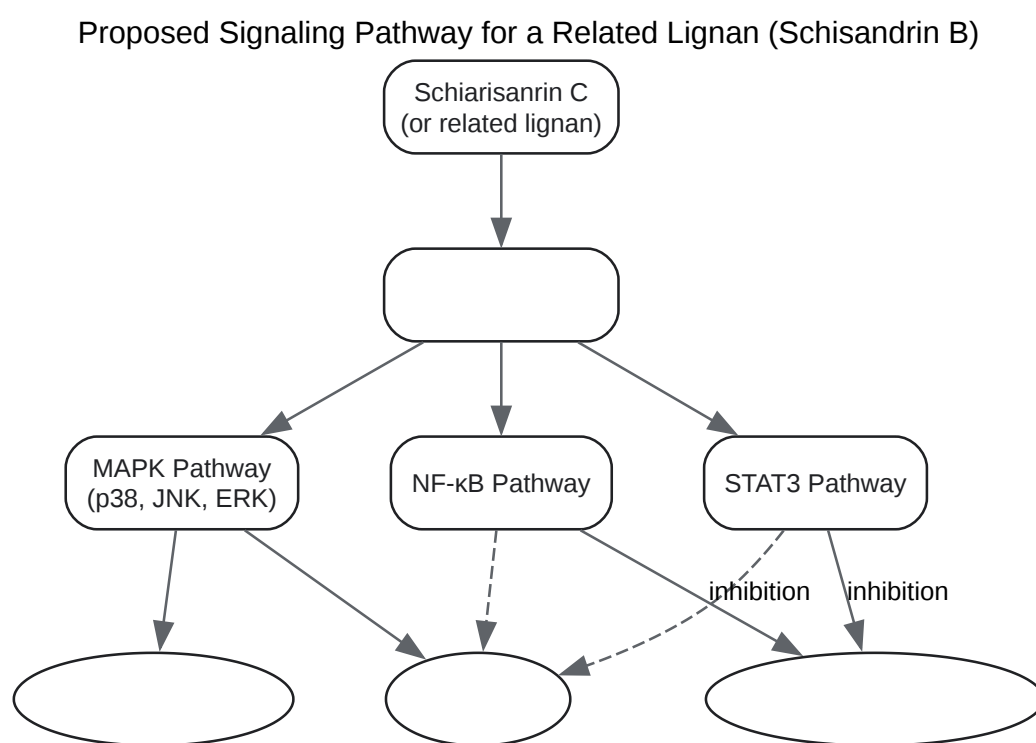 Proposed Signaling Pathway for a Related Lignan (Schisandrin B)
Schiarisanrin C
(or related lignan)
MAPK Pathway
(p38, JNK, ERK)
NF-κB Pathway
STAT3 Pathway
inhibition
inhibition